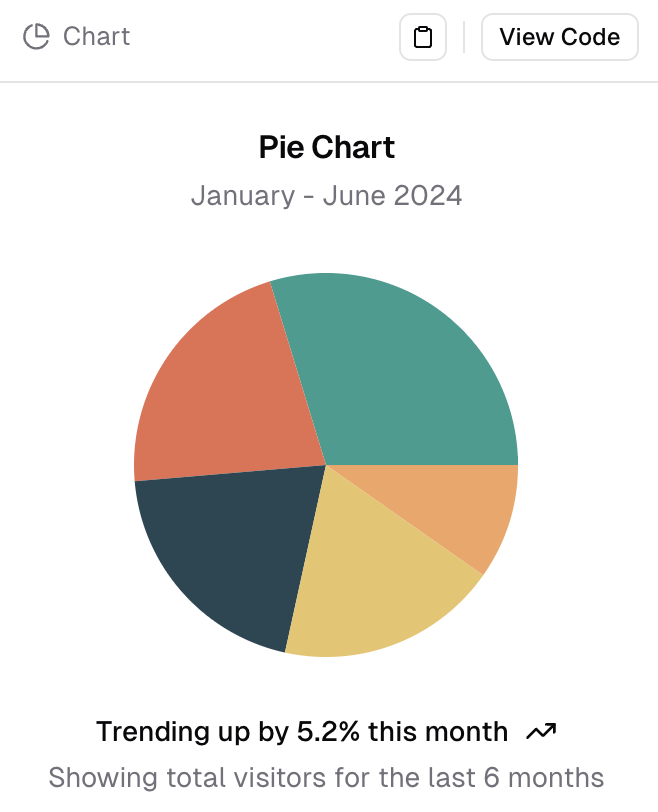 Chart
View Code
Pie Chart
January - June 2024
Trending up by 5.2% this month
Showing total visitors for the last 6 months